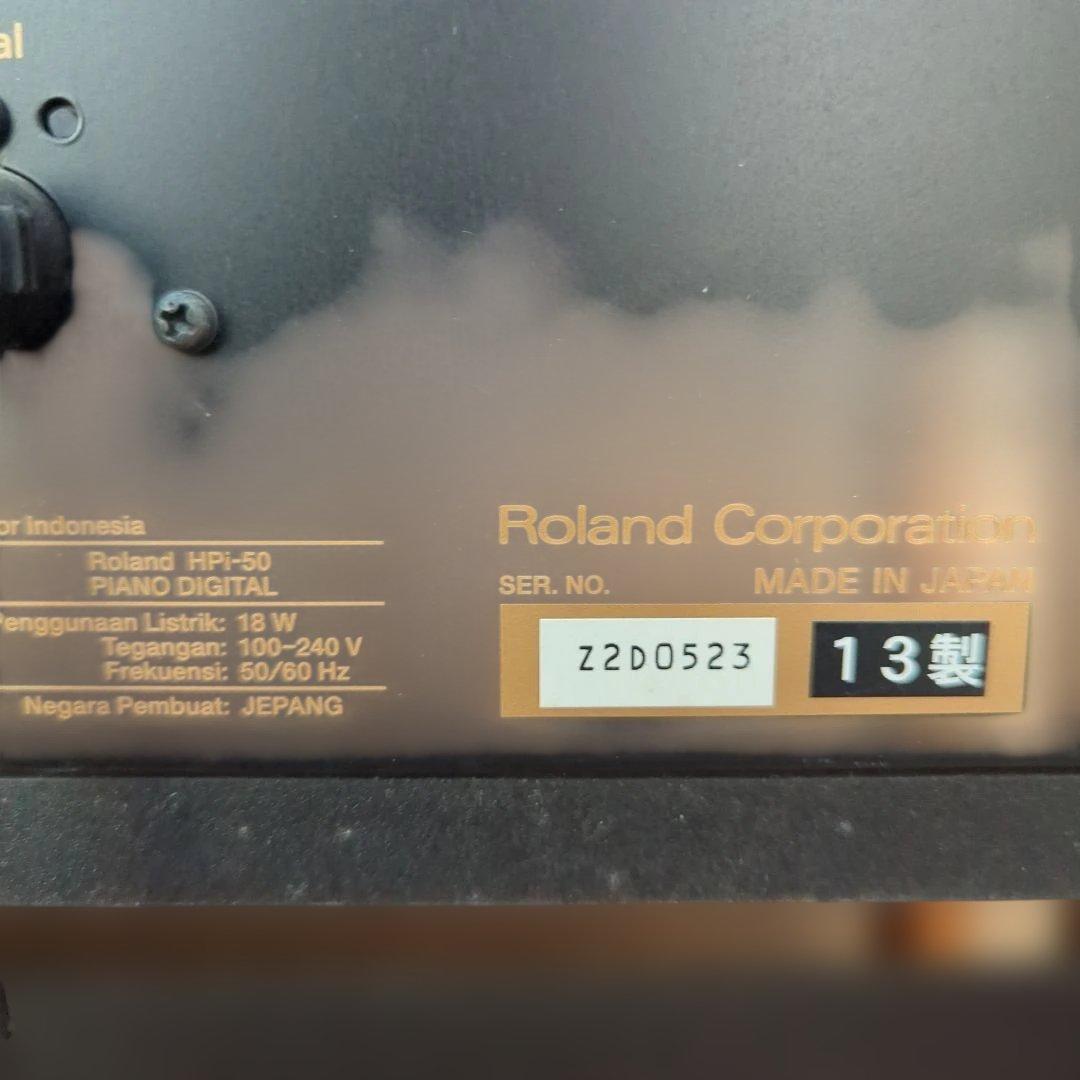 al
or Indonesia
Roland HPi-50
PIANO DIGITAL
Penggunaan Listrik: 18 W
Tegangan: 100-240 V
Frekuensi: 50/60 Hz
Negara Pembuat: JEPANG
Roland Corporation
SER. NO. MADE IN JAPAN
Z2D0523 13製